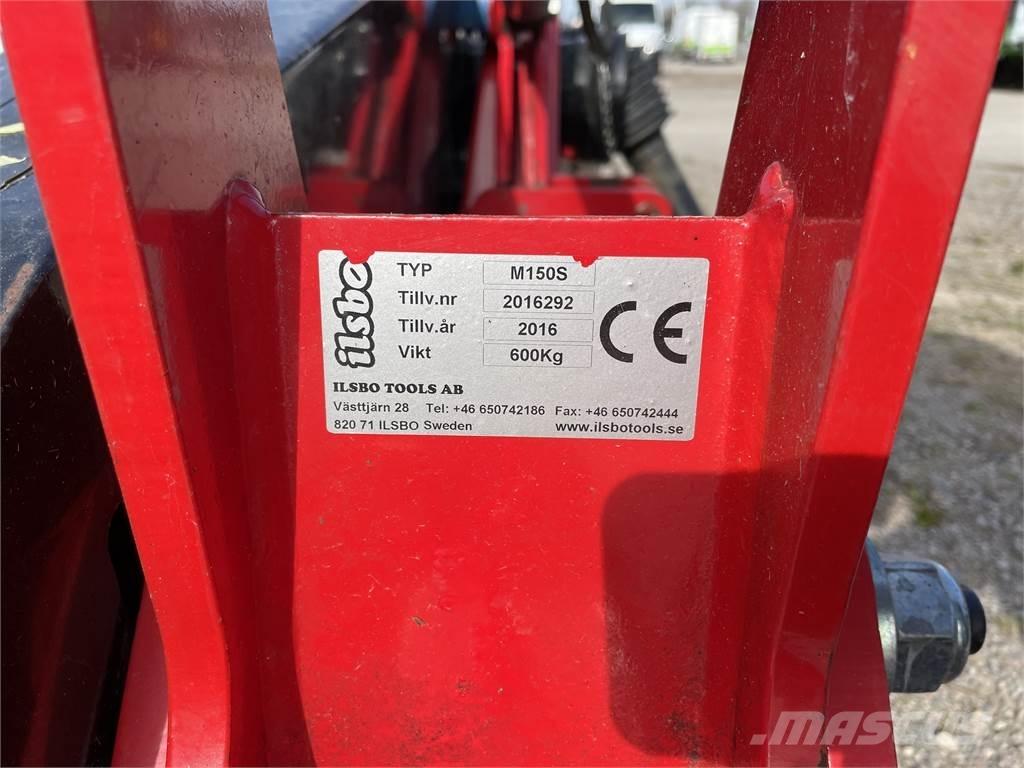 ilsbo
TYP M150S
Tillv.nr 2016292
Tillv.år 2016
Vikt 600Kg
CE
ILSBO TOOLS AB
Västtjärn 28 Tel: +46 650742186 Fax: +46 650742444
820 71 ILSBO Sweden www.ilsbotools.se
MASCUS